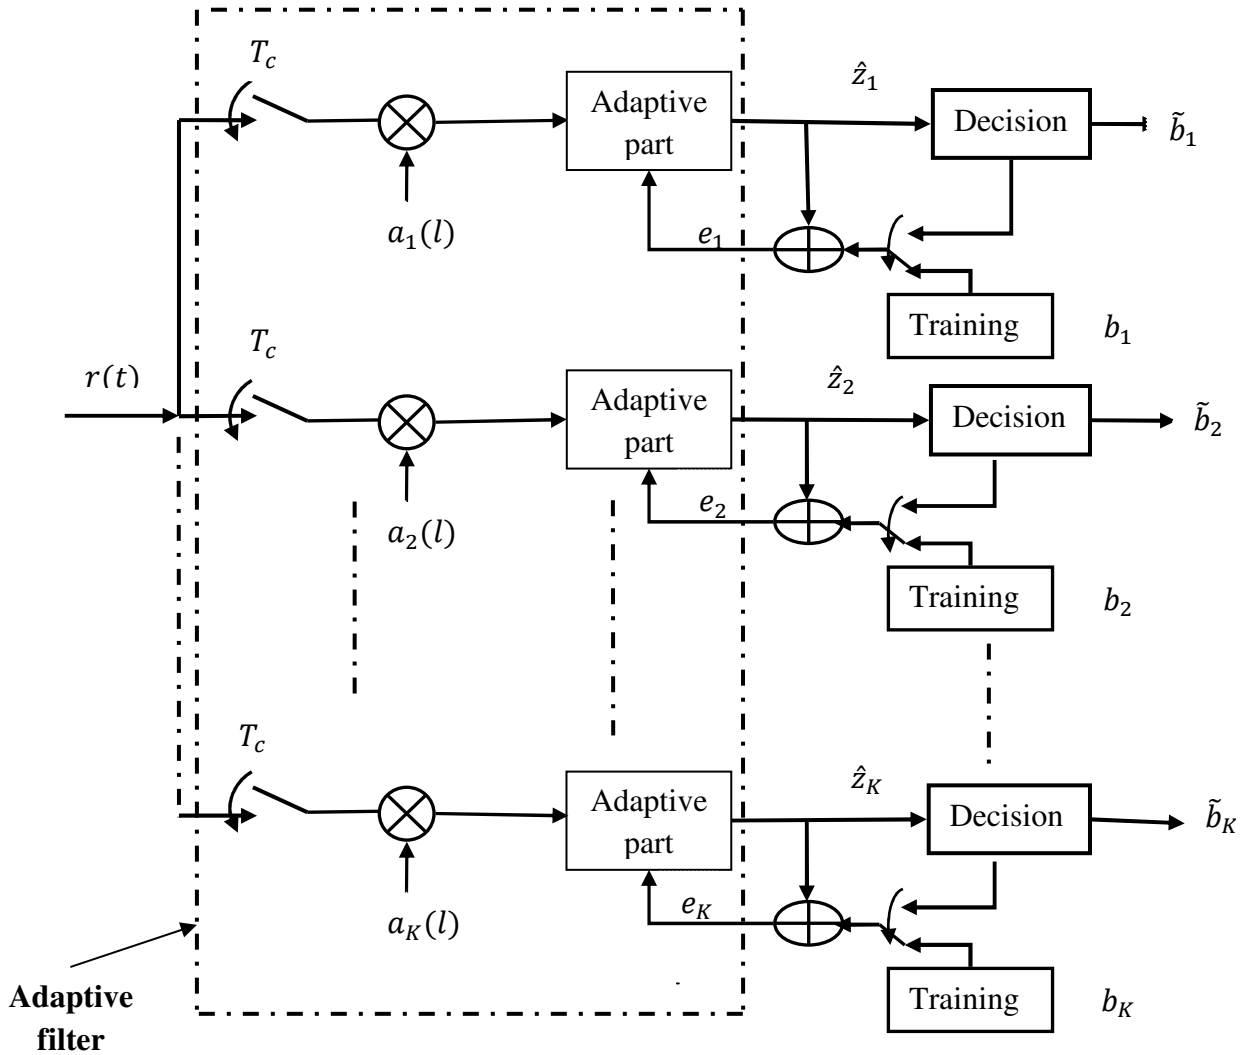 T_c
Adaptive
part
ẑ_1
Decision
b̃_1
a_1(l)
e_1
Training
b_1
T_c
r(t)
Adaptive
part
ẑ_2
Decision
b̃_2
a_2(l)
e_2
Training
b_2
T_c
Adaptive
part
ẑ_K
Decision
b̃_K
a_K(l)
e_K
Training
b_K
Adaptive
filter